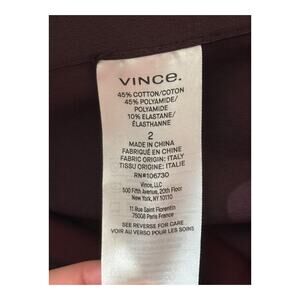 VINCE.
45% COTTON/COTON
45% POLYAMIDE/
POLYAMIDE
10% ELASTANE/
ÉLASTHANNE
2
MADE IN CHINA
FABRIQUÉ EN CHINE
FABRIC ORIGIN: ITALY
TISSU ORIGINE: ITALIE
RN#106730
Vince, LLC
500 Fifth Avenue, 20th Floor
New York, NY 10110
11 Rue Saint Florentin
75008 Paris France
SEE REVERSE FOR CARE
VOIR AU VERSO POUR LES SOINS